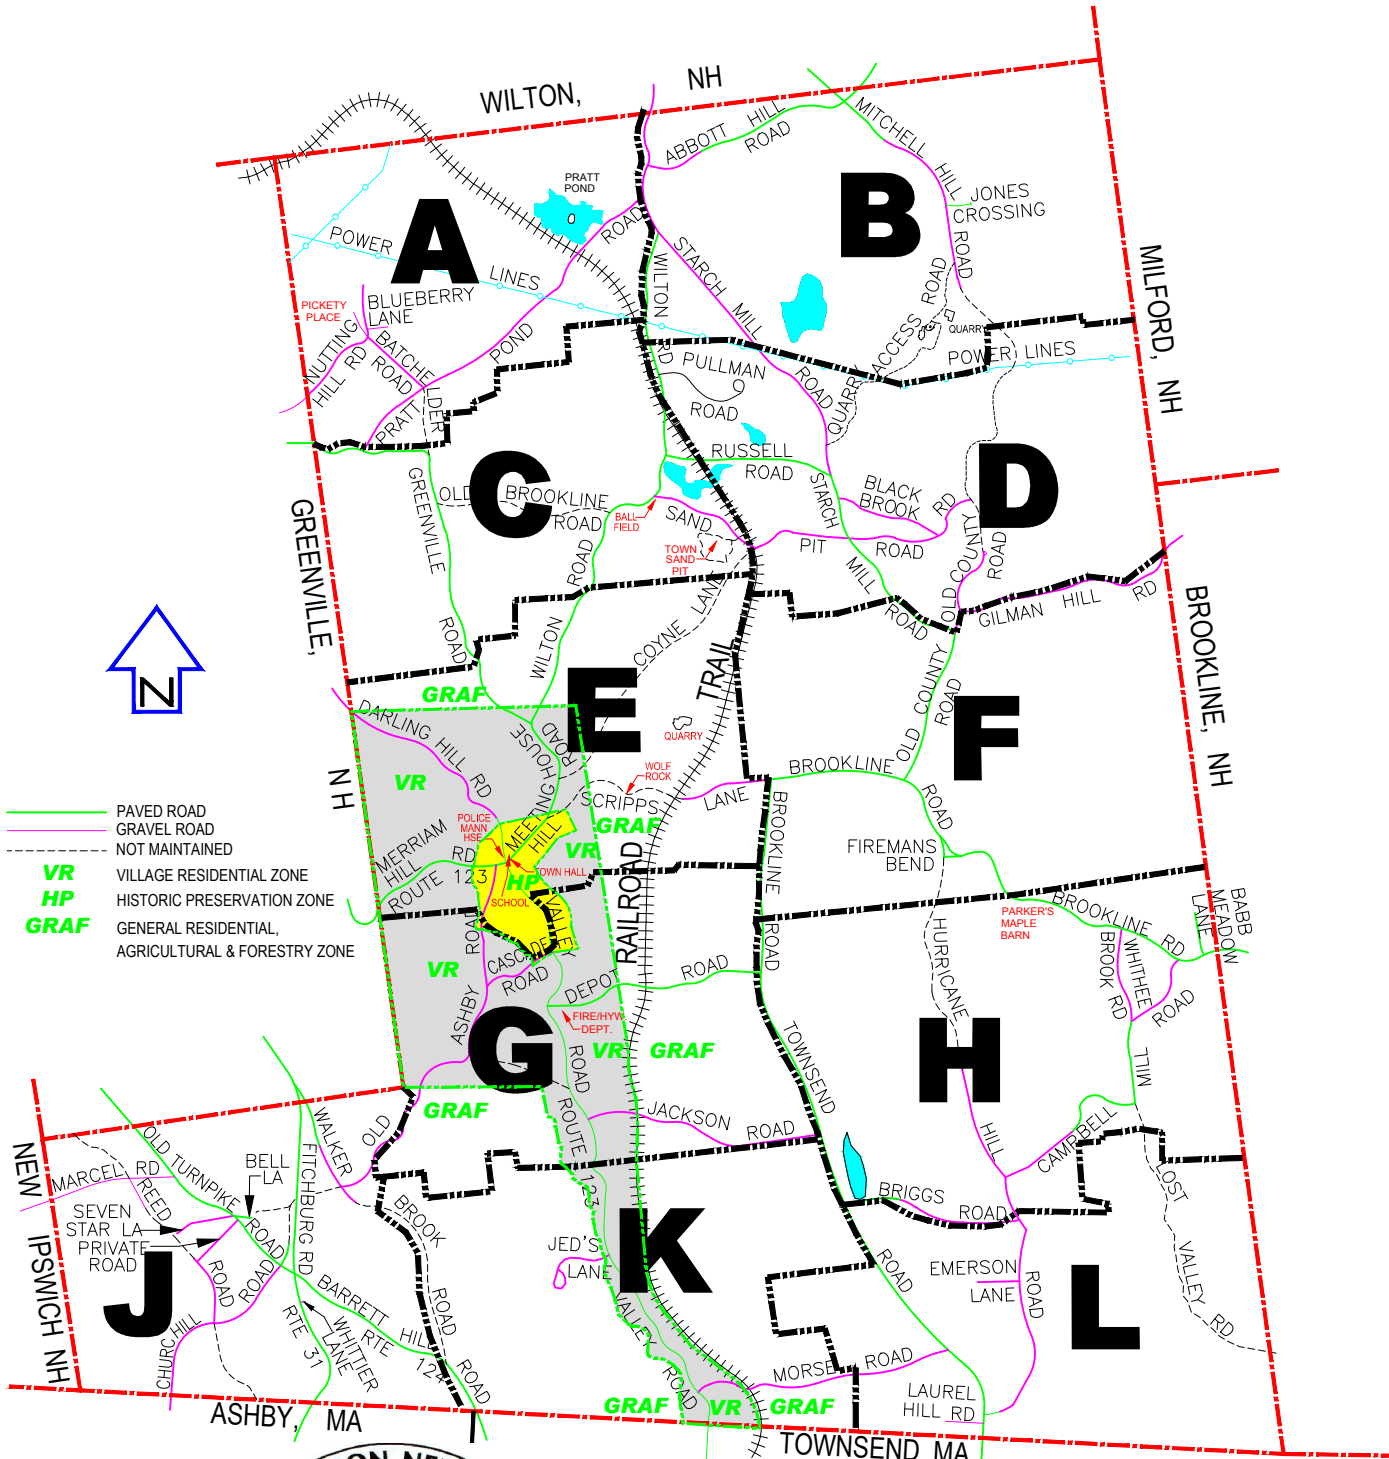 WILTON, NH
ABBOTT HILL ROAD
MITCHELL HILL ROAD
JONES CROSSING
PRATT
POND
A
B
POWER LINES
ROAD
WILTON RD
STARCH MILL ROAD
QUARRY ACCESS ROAD
QUARRY
POWER LINES
MILFORD, NH
PICKETY
PLACE
BLUEBERRY
LANE
NUTTING
HILL RD
BATCHELDER
ROAD
PRATT POND
PULLMAN
ROAD
RUSSELL
ROAD
C
D
GREENVILLE ROAD
OLD BROOKLINE
ROAD
BALL
FIELD
SAND PIT ROAD
TOWN
SAND
PIT
STARCH MILL ROAD
BLACK
BROOK RD
OLD COUNTY
ROAD
GILMAN HILL RD
GREENVILLE, NH
BROOKLINE, NH
N
WILTON ROAD
COYNE LANE
E
TRAIL
F
OLD COUNTY
ROAD
GRAF
DARLING HILL RD
MEETING HOUSE
ROAD
QUARRY
WOLF
ROCK
SCRIPPS LANE
BROOKLINE ROAD
VR
GRAF
VR
POLICE
MANN
HSE
MEETING
HILL
TOWN HALL
HP
SCHOOL
MERRIAM
HILL RD
ROUTE 123
FIREMANS
BEND
PAVED ROAD
GRAVEL ROAD
NOT MAINTAINED
VR VILLAGE RESIDENTIAL ZONE
HP HISTORIC PRESERVATION ZONE
GRAF GENERAL RESIDENTIAL,
AGRICULTURAL & FORESTRY ZONE
RAILROAD
BROOKLINE ROAD
PARKER'S
MAPLE
BARN
BROOKLINE RD
BABB
MEADOW
LANE
WHITHEE
BROOK RD
ROAD
HURRICANE HILL ROAD
VR
CASCADE
ROAD
VALLEY ROAD
DEPOT ROAD
FIRE/HYW
DEPT.
ASHBY ROAD
G
VR GRAF
TOWNSEND ROAD
H
MILL
GRAF
ROUTE 123
JACKSON ROAD
CAMPBELL
LOST VALLEY RD
NEW IPSWICH NH
MARCEL RD
REED ROAD
OLD TURNPIKE ROAD
BELL
LA
SEVEN
STAR LA
PRIVATE
ROAD
FITCHBURG RD
WALKER
OLD
BROOK ROAD
J
CHURCHILL ROAD
RTE 31
WHITTIER
LANE
BARRETT HILL ROAD
RTE 124
JED'S
LANE
K
VALLEY ROAD
BRIGGS
ROAD
EMERSON
LANE
L
MORSE ROAD
LAUREL
HILL RD
GRAF VR GRAF
ASHBY, MA
TOWNSEND MA